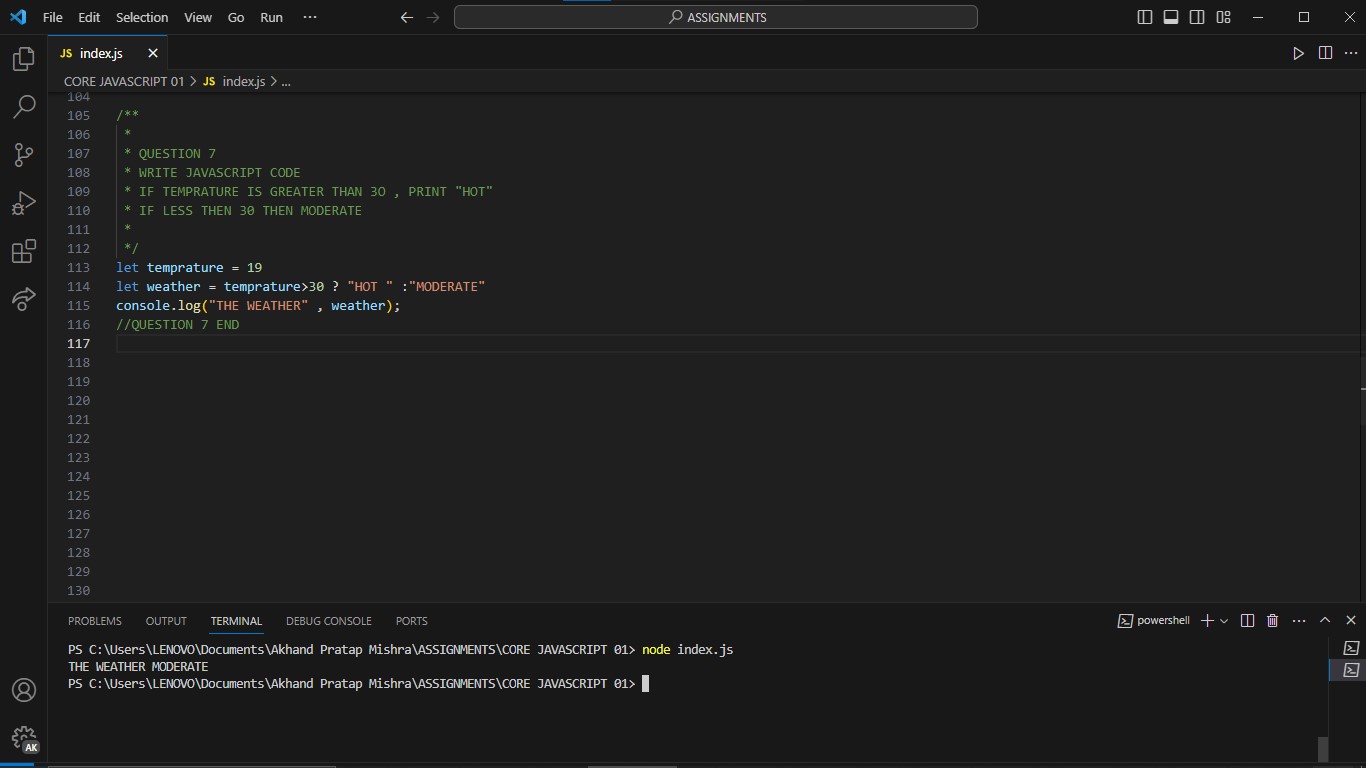 File Edit Selection View Go Run ··· ASSIGNMENTS
JS index.js
CORE JAVASCRIPT 01 > JS index.js > ...
104
105 /**
106 *
107 * QUESTION 7
108 * WRITE JAVASCRIPT CODE
109 * IF TEMPRATURE IS GREATER THAN 3O , PRINT "HOT"
110 * IF LESS THEN 30 THEN MODERATE
111 *
112 */
113 let temprature = 19
114 let weather = temprature>30 ? "HOT " :"MODERATE"
115 console.log("THE WEATHER" , weather);
116 //QUESTION 7 END
117
118
119
120
121
122
123
124
125
126
127
128
129
130
PROBLEMS OUTPUT TERMINAL DEBUG CONSOLE PORTS powershell
PS C:\Users\LENOVO\Documents\Akhand Pratap Mishra\ASSIGNMENTS\CORE JAVASCRIPT 01> node index.js
THE WEATHER MODERATE
PS C:\Users\LENOVO\Documents\Akhand Pratap Mishra\ASSIGNMENTS\CORE JAVASCRIPT 01>
AK